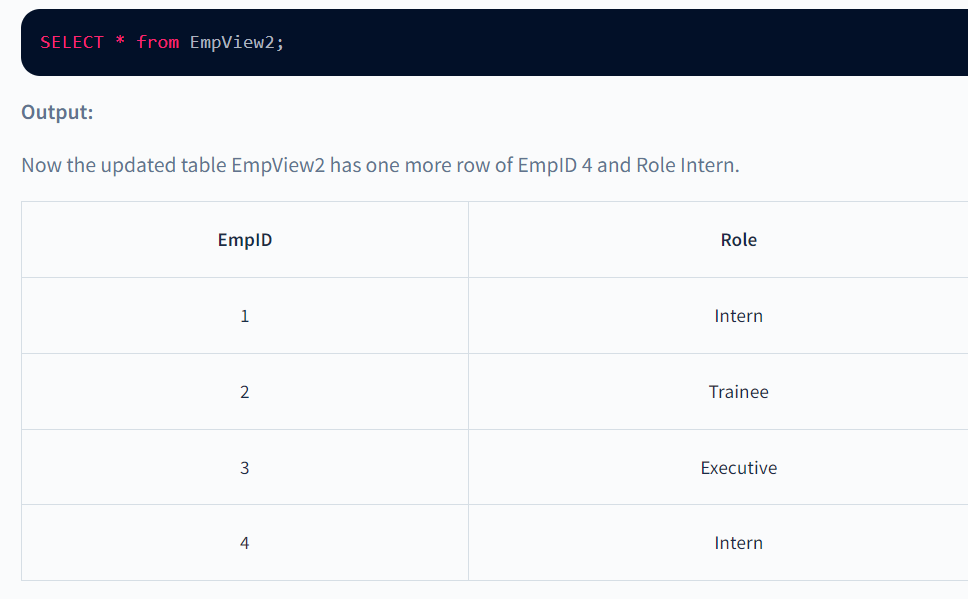 SELECT * from EmpView2;
Output:
Now the updated table EmpView2 has one more row of EmpID 4 and Role Intern.
EmpID Role
1 Intern
2 Trainee
3 Executive
4 Intern